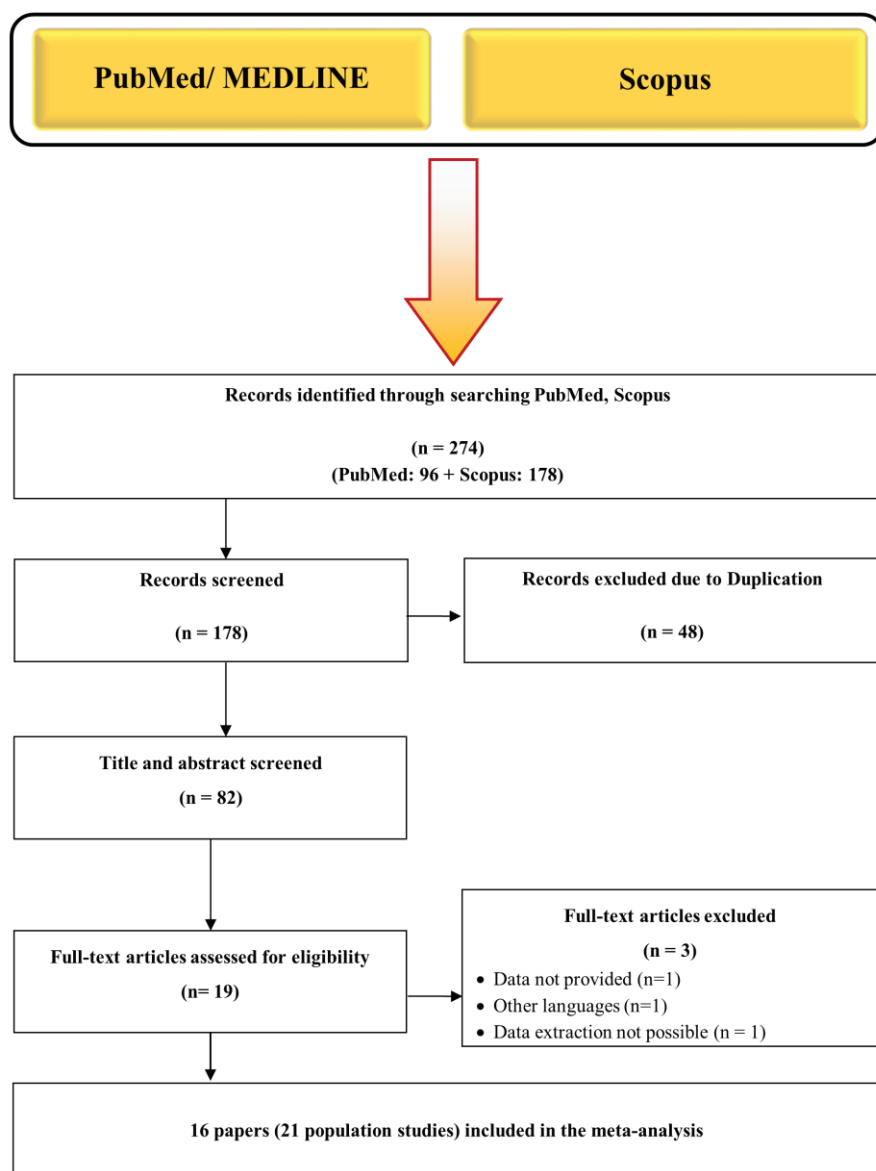 PubMed/ MEDLINE
Scopus
Records identified through searching PubMed, Scopus
(n = 274)
(PubMed: 96 + Scopus: 178)
Records screened
(n = 178)
Records excluded due to Duplication
(n = 48)
Title and abstract screened
(n = 82)
Full-text articles assessed for eligibility
(n= 19)
Full-text articles excluded
(n = 3)
• Data not provided (n=1)
• Other languages (n=1)
• Data extraction not possible (n = 1)
16 papers (21 population studies) included in the meta-analysis